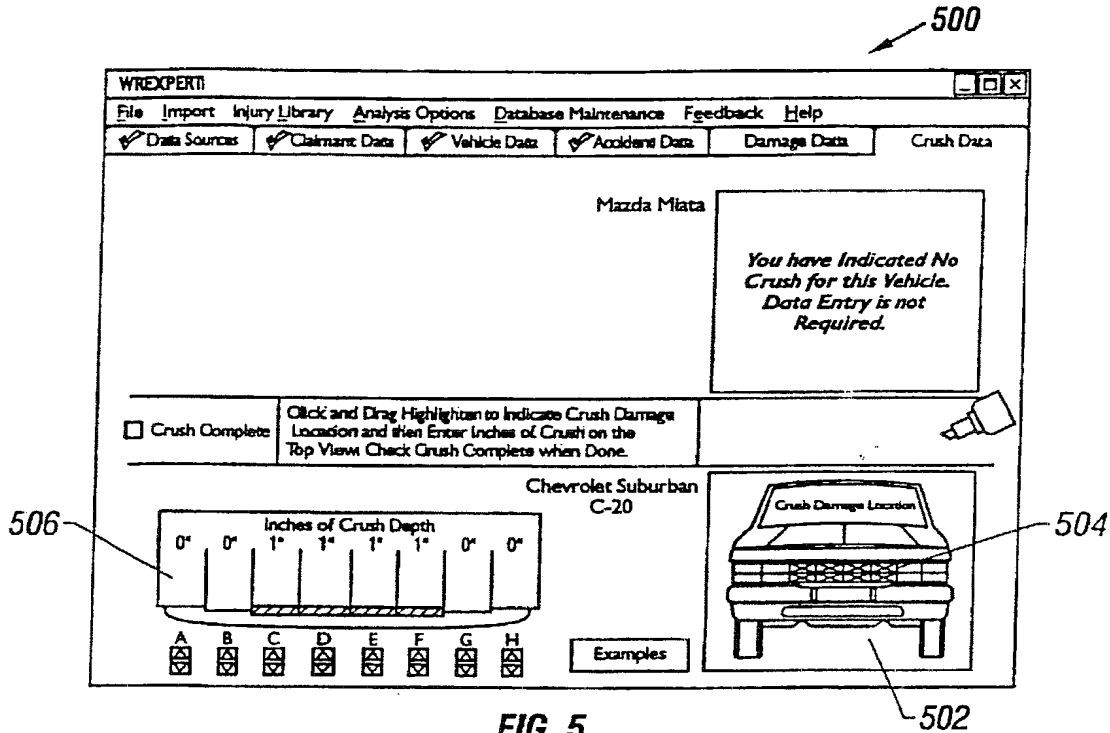 500
WREXPERT!
File Import Injury Library Analysis Options Database Maintenance Feedback Help
Data Sources Claimant Data Vehicle Data Accident Data Damage Data Crush Data
Mazda Miata
You have Indicated No
Crush for this Vehicle.
Data Entry is not
Required.
Crush Complete
Click and Drag Highlighter to Indicate Crush Damage
Location and then Enter Inches of Crush on the
Top View. Check Crush Complete when Done.
Chevrolet Suburban
C-20
Crush Damage Location
504
506
Inches of Crush Depth
0" 0" 1" 1" 1" 1" 0" 0"
A B C D E F G H
Examples
502
FIG. 5